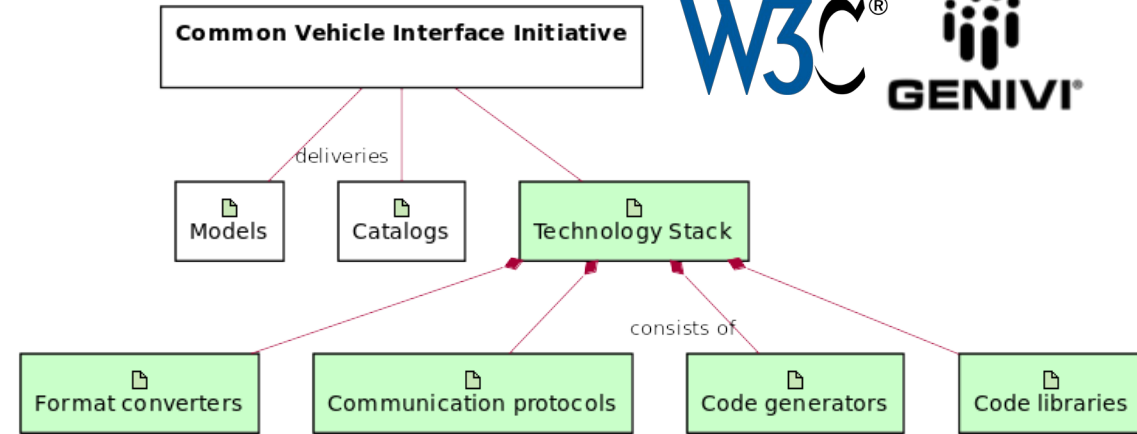 Common Vehicle Interface Initiative
W3C®
GENIVI®
deliveries
Models
Catalogs
Technology Stack
consists of
Format converters
Communication protocols
Code generators
Code libraries